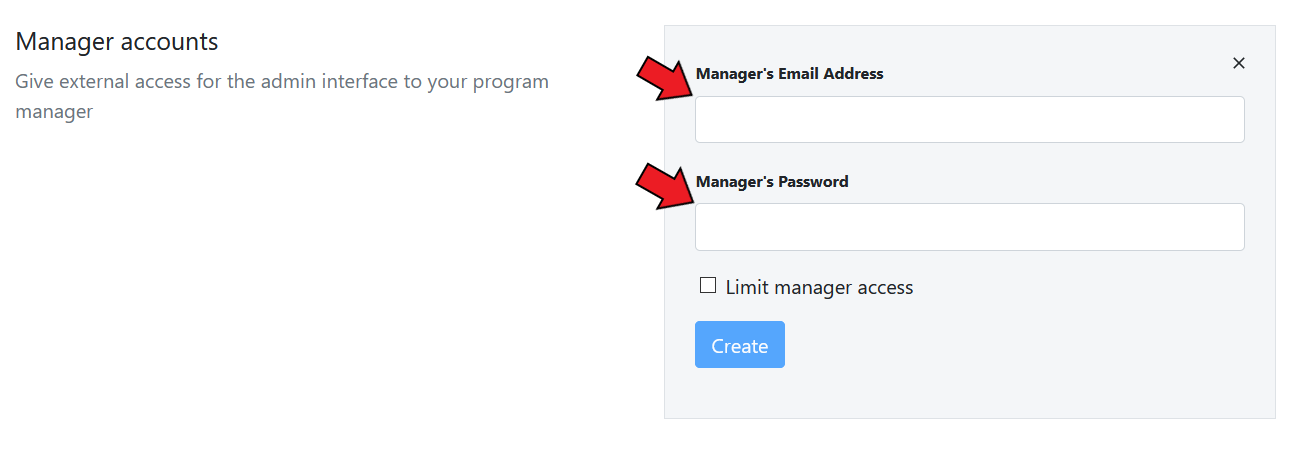 Manager accounts
Give external access for the admin interface to your program
manager
Manager's Email Address
Manager's Password
Limit manager access
Create